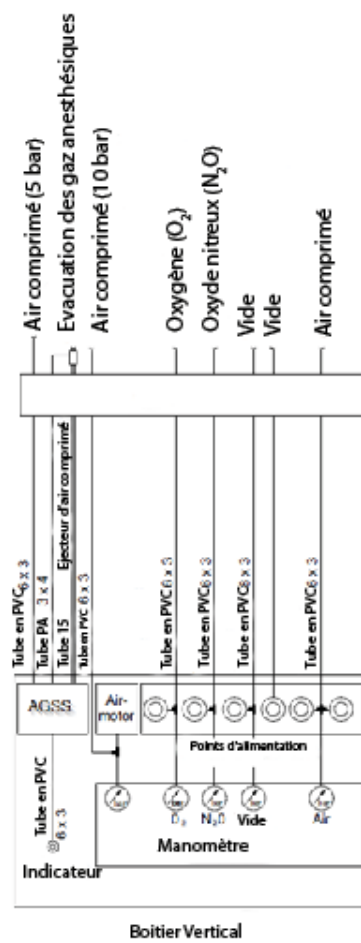 Air comprimé (5 bar)
Evacuation des gaz anesthésiques
Air comprimé (10 bar)
Oxygène (O₂)
Oxyde nitreux (N₂O)
Vide
Vide
Air comprimé
Tube en PVC 6 x 3
Tube PA 3 x 4
Tube 15
Ejecteur d'air comprimé
Tube en PVC 6 x 3
Tube en PVC 6 x 3
Tube en PVC 6 x 3
Tube en PVC 8 x 3
Tube en PVC 6 x 3
AGSS
Air-
motor
Points d'alimentation
Tube en PVC
6 x 3
Indicateur
O₂
N₂O
Vide
Air
Manomètre
Boitier Vertical